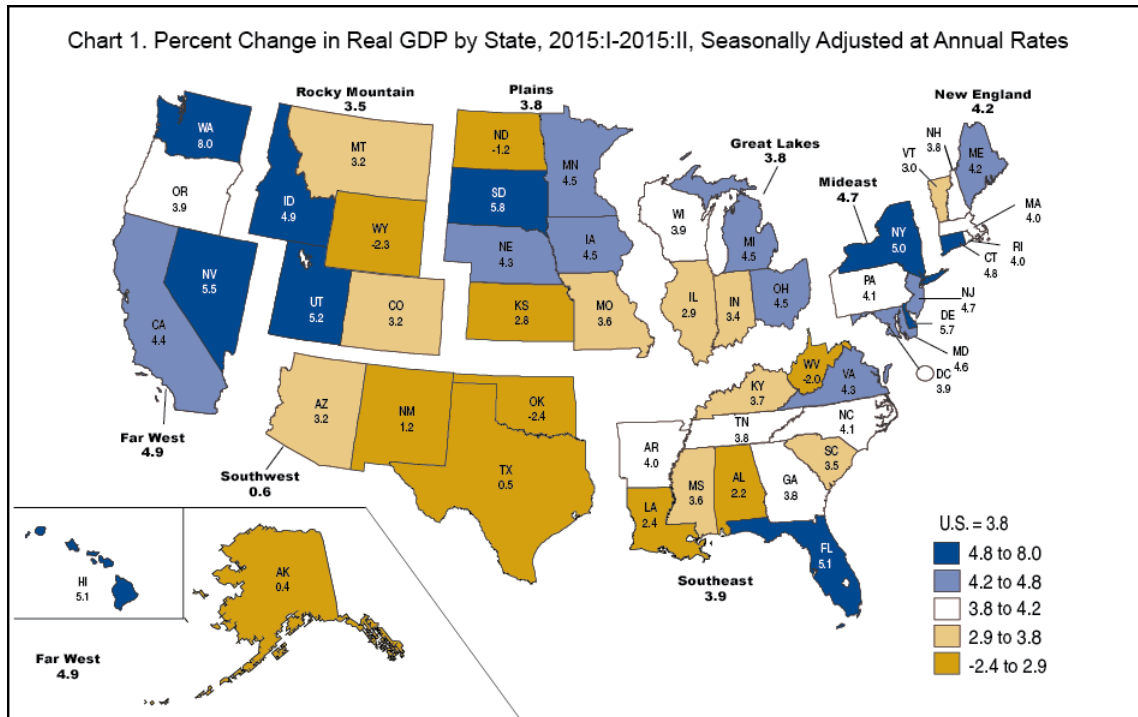 Chart 1. Percent Change in Real GDP by State, 2015:I-2015:II, Seasonally Adjusted at Annual Rates
Rocky Mountain
3.5
Plains
3.8
New England
4.2
Great Lakes
3.8
Mideast
4.7
WA
8.0
OR
3.9
CA
4.4
NV
5.5
ID
4.9
MT
3.2
WY
-2.3
UT
5.2
CO
3.2
ND
-1.2
SD
5.8
NE
4.3
KS
2.8
MN
4.5
IA
4.5
MO
3.6
WI
3.9
MI
4.5
IL
2.9
IN
3.4
OH
4.5
NH
3.8
VT
3.0
ME
4.2
MA
4.0
RI
4.0
CT
4.8
NY
5.0
PA
4.1
NJ
4.7
DE
5.7
MD
4.6
DC
3.9
Far West
4.9
AZ
3.2
NM
1.2
OK
-2.4
TX
0.5
Southwest
0.6
WV
-2.0
VA
4.3
KY
3.7
TN
3.8
NC
4.1
SC
3.5
AR
4.0
LA
2.4
MS
3.6
AL
2.2
GA
3.8
FL
5.1
Southeast
3.9
HI
5.1
AK
0.4
Far West
4.9
U.S. = 3.8
4.8 to 8.0
4.2 to 4.8
3.8 to 4.2
2.9 to 3.8
-2.4 to 2.9